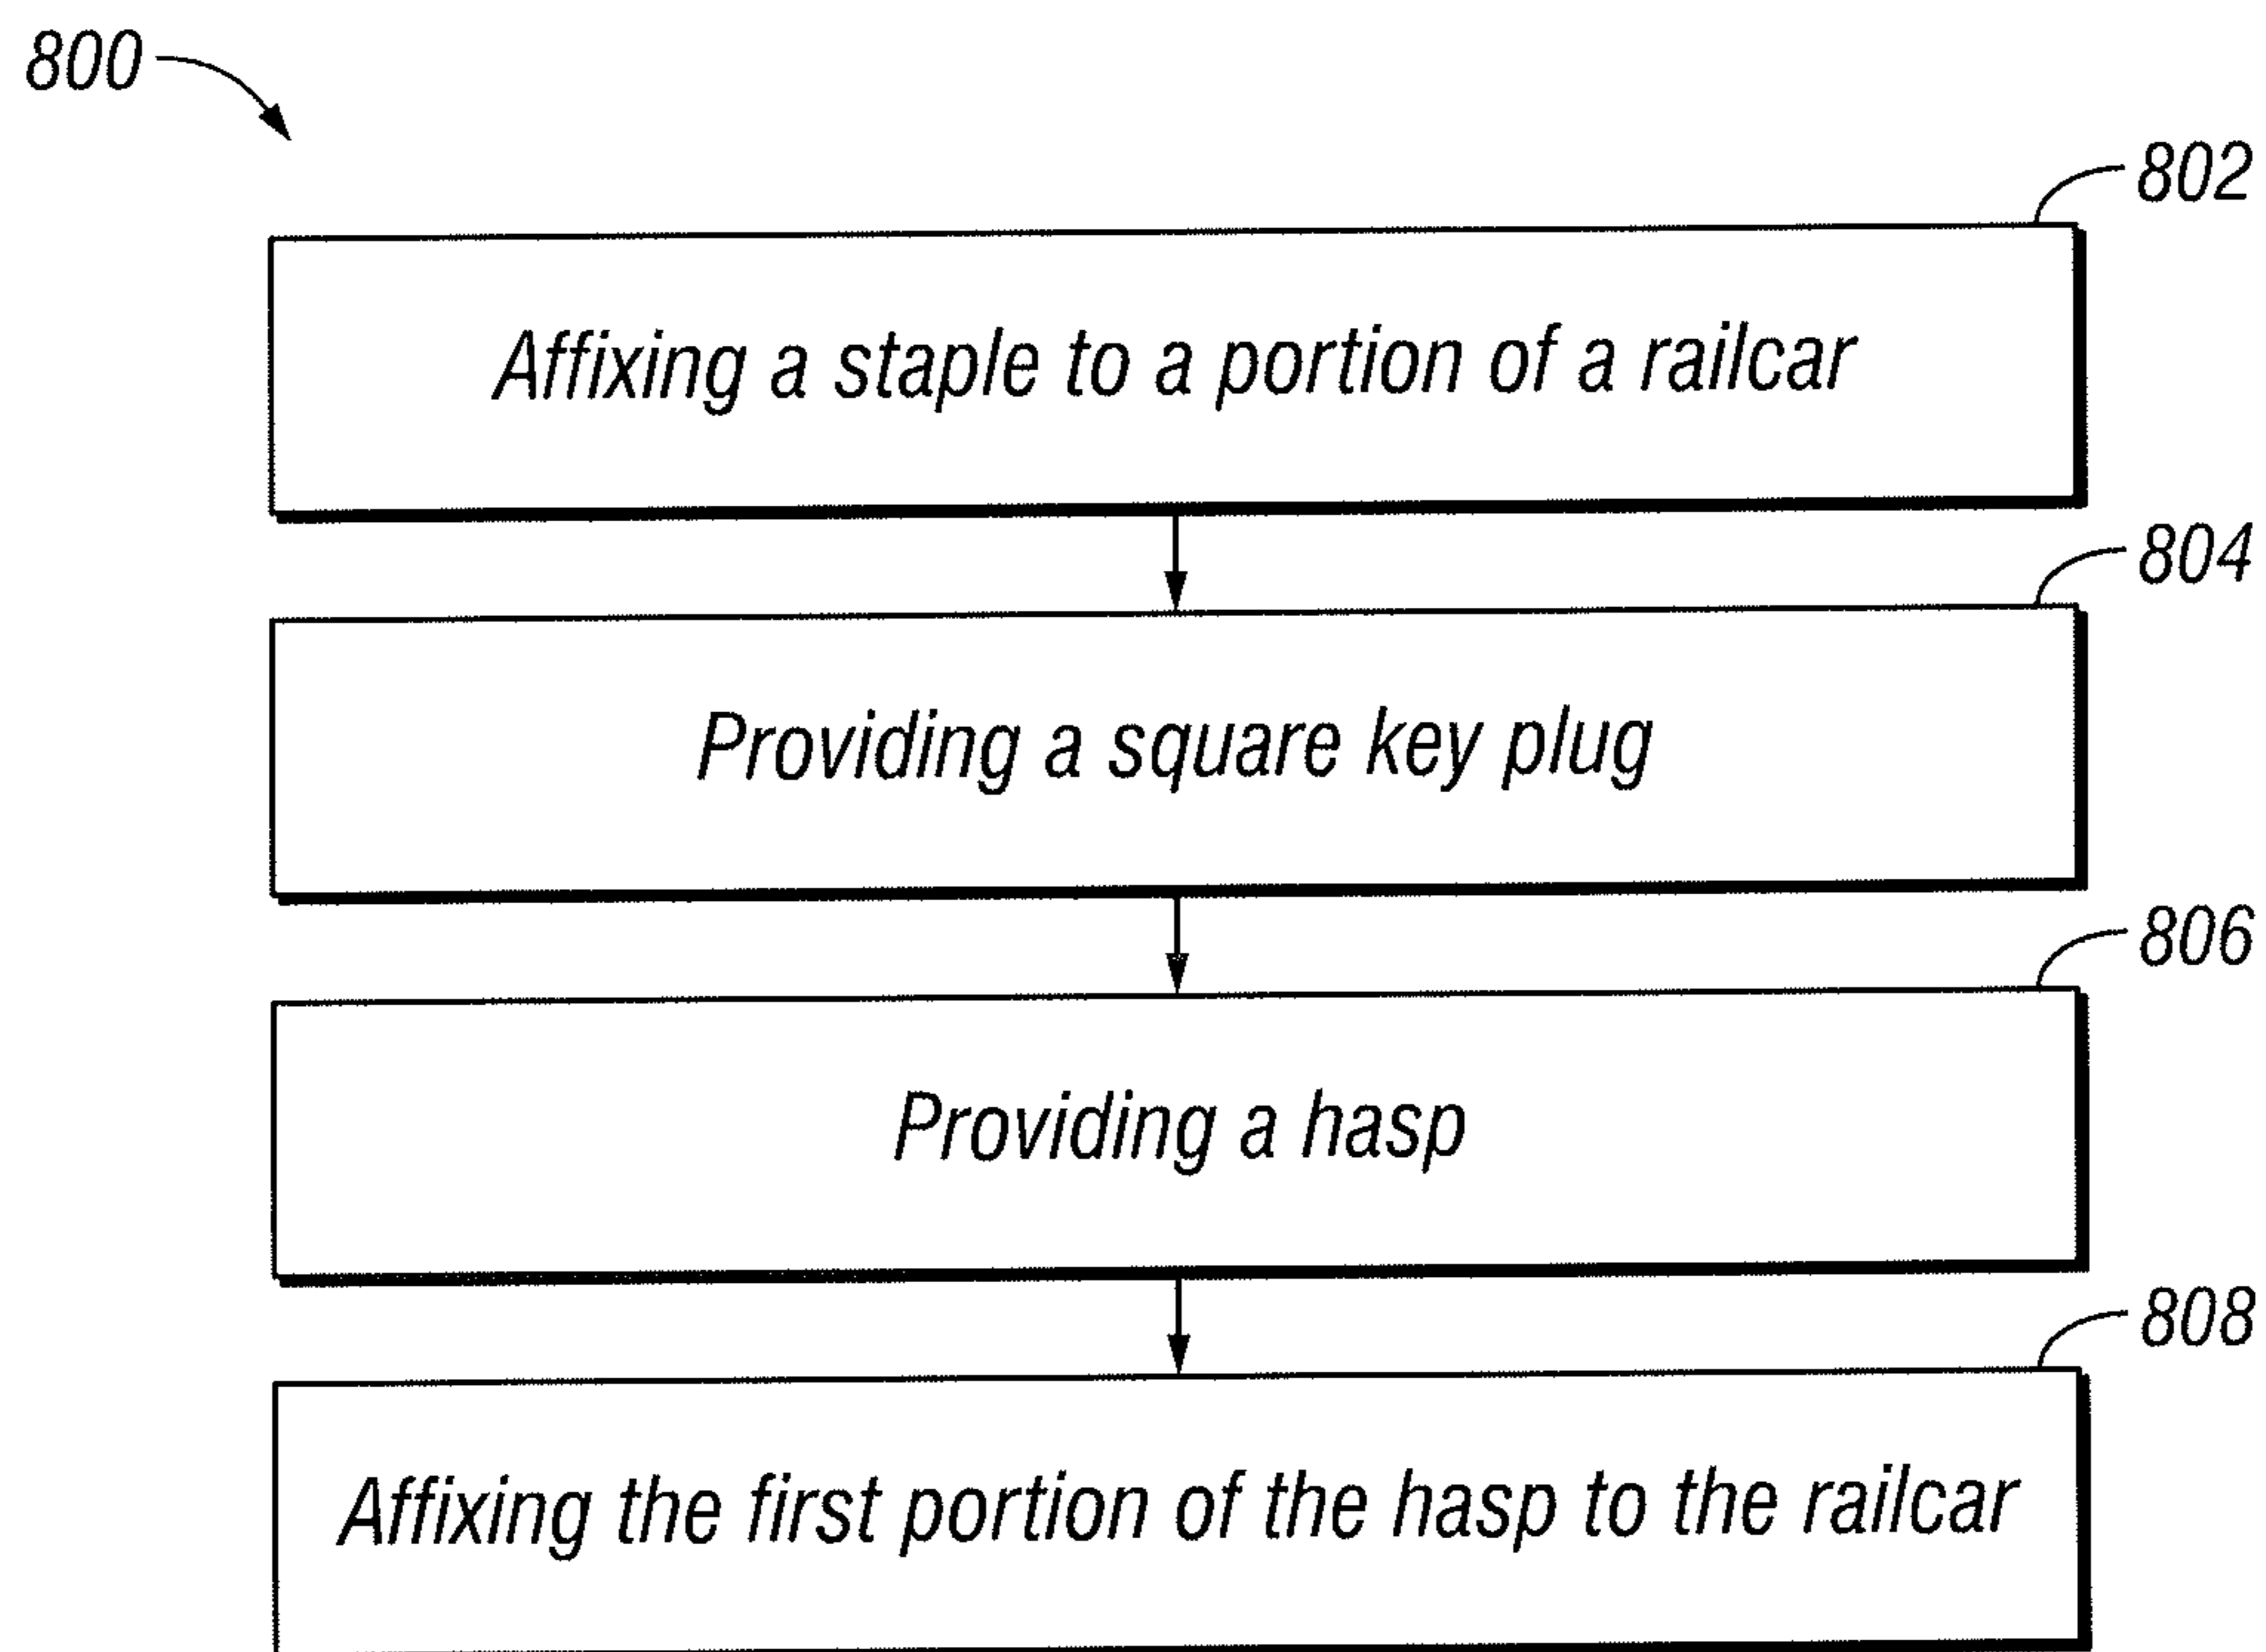 800
802
Affixing a staple to a portion of a railcar
804
Providing a square key plug
806
Providing a hasp
808
Affixing the first portion of the hasp to the railcar